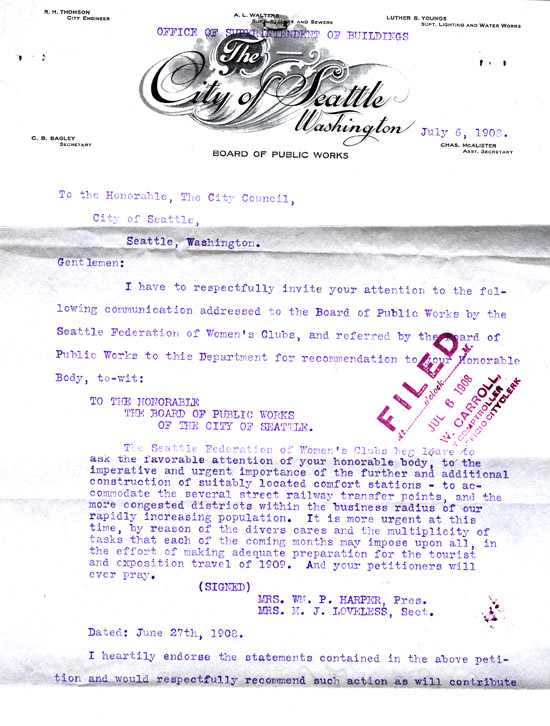 R. H. THOMSON
CITY ENGINEER
A. L. WALTERS
SUPT. STREETS AND SEWERS
LUTHER B. YOUNGS
SUPT. LIGHTING AND WATER WORKS
OFFICE OF SUPERINTENDENT OF BUILDINGS
The
City of Seattle
Washington
July 6, 1908.
C. B. BAGLEY
SECRETARY
CHAS. MCALISTER
ASST. SECRETARY
BOARD OF PUBLIC WORKS
To the Honorable, The City Council,
City of Seattle,
Seattle, Washington.
Gentlemen:
I have to respectfully invite your attention to the fol-
lowing communication addressed to the Board of Public Works by the
Seattle Federation of Women's Clubs, and referred by the Board of
Public Works to this Department for recommendation to your Honorable
Body, to-wit:
FILED
At o'clock M.
JUL 6 1908
W. CARROLL,
COMPTROLLER
FICIO CITY CLERK
TO THE HONORABLE
THE BOARD OF PUBLIC WORKS
OF THE CITY OF SEATTLE.
The Seattle Federation of Women's Clubs beg leave to
ask the favorable attention of your honorable body, to the
imperative and urgent importance of the further and additional
construction of suitably located comfort stations - to ac-
commodate the several street railway transfer points, and the
more congested districts within the business radius of our
rapidly increasing population. It is more urgent at this
time, by reason of the divers cares and the multiplicity of
tasks that each of the coming months may impose upon all, in
the effort of making adequate preparation for the tourist
and exposition travel of 1909. And your petitioners will
ever pray.
(SIGNED)
MRS. WM. P. HARPER, Pres.
MRS. M. J. LOVELESS, Sect.
Dated: June 27th, 1908.
I heartily endorse the statements contained in the above peti-
tion and would respectfully recommend such action as will contribute